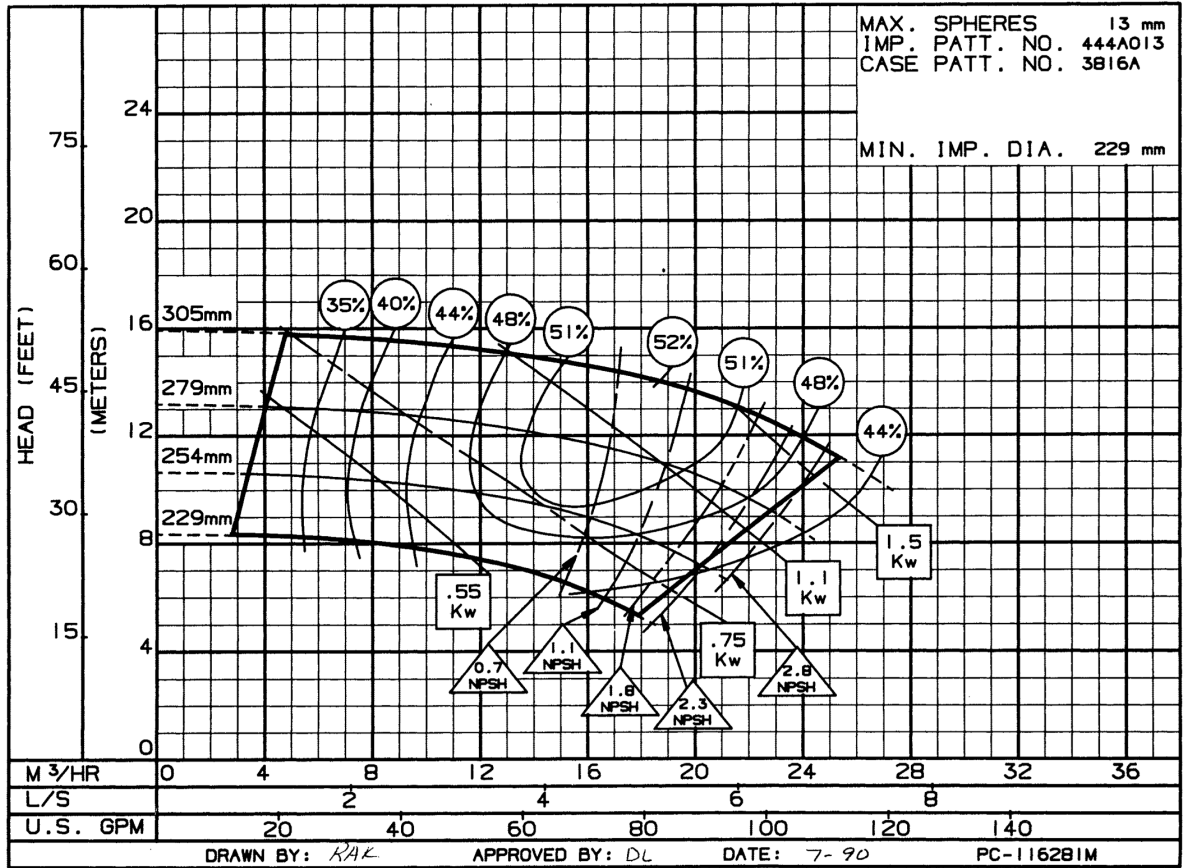 MAX. SPHERES 13 mm
IMP. PATT. NO. 444A013
CASE PATT. NO. 3816A
MIN. IMP. DIA. 229 mm
HEAD (FEET)
(METERS)
75
60
45
30
15
24
20
16
12
8
4
0
305mm
279mm
254mm
229mm
35%
40%
44%
48%
51%
52%
51%
48%
44%
.55 Kw
.75 Kw
1.1 Kw
1.5 Kw
0.7 NPSH
1.1 NPSH
1.8 NPSH
2.3 NPSH
2.8 NPSH
M³/HR 0 4 8 12 16 20 24 28 32 36
L/S 2 4 6 8
U.S. GPM 20 40 60 80 100 120 140
DRAWN BY: RAK APPROVED BY: DL DATE: 7-90 PC-116281M